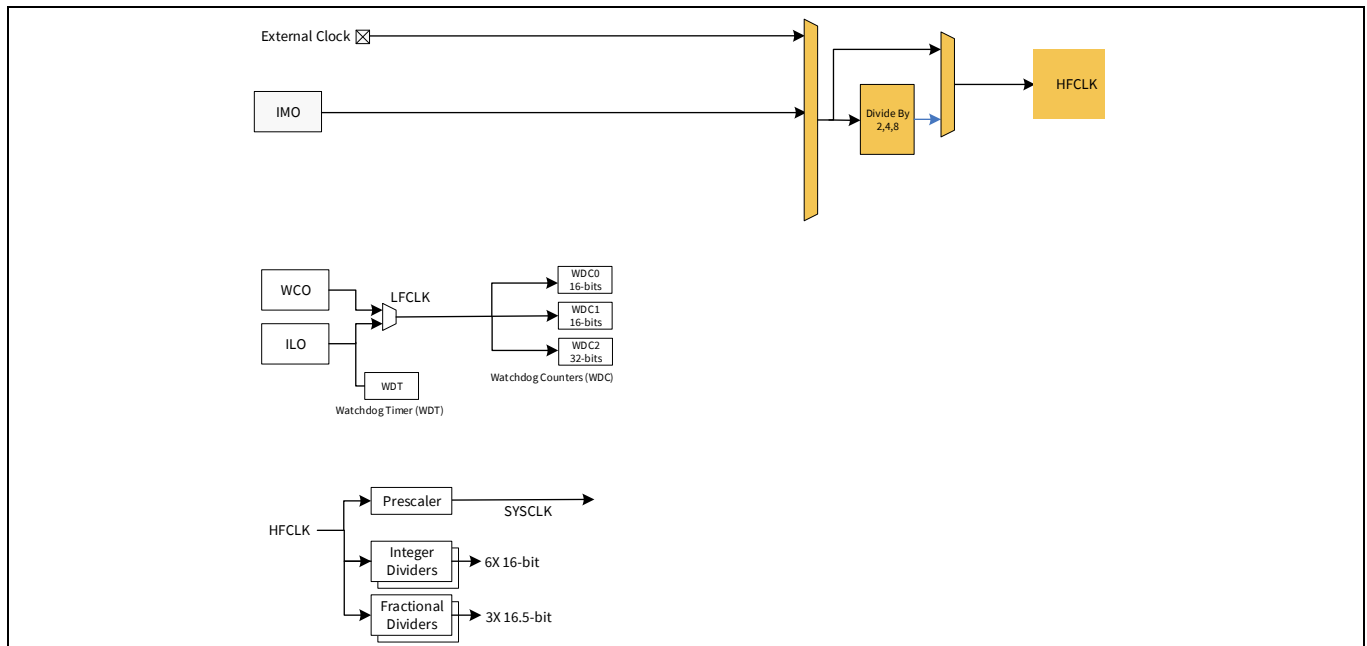 External Clock
IMO
Divide By
2,4,8
HFCLK
WCO
ILO
LFCLK
WDT
Watchdog Timer (WDT)
WDC0
16-bits
WDC1
16-bits
WDC2
32-bits
Watchdog Counters (WDC)
HFCLK
Prescaler
SYSCLK
Integer
Dividers
6X 16-bit
Fractional
Dividers
3X 16.5-bit